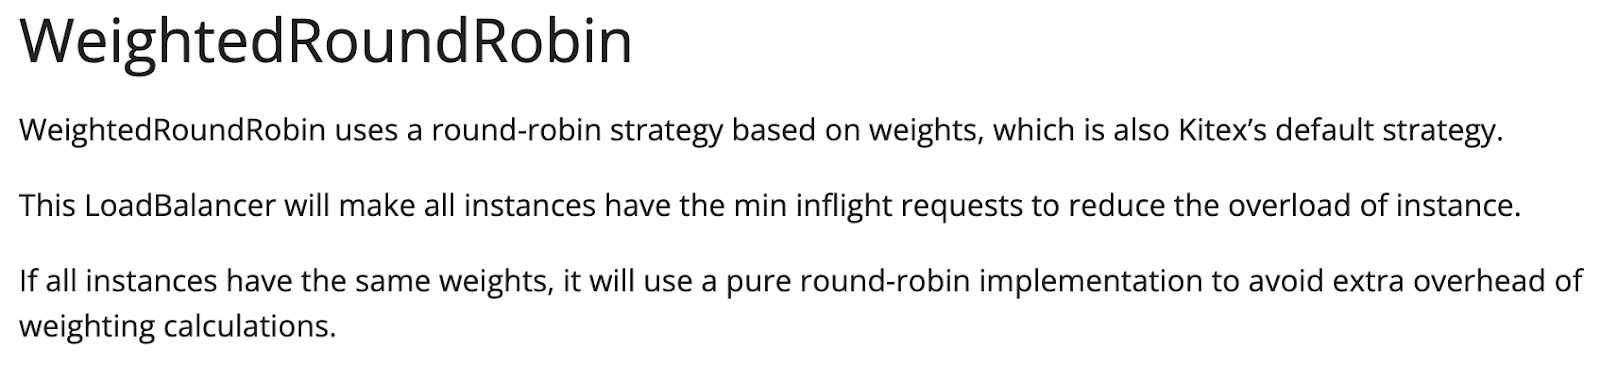 WeightedRoundRobin
WeightedRoundRobin uses a round-robin strategy based on weights, which is also Kitex’s default strategy.
This LoadBalancer will make all instances have the min inflight requests to reduce the overload of instance.
If all instances have the same weights, it will use a pure round-robin implementation to avoid extra overhead of
weighting calculations.